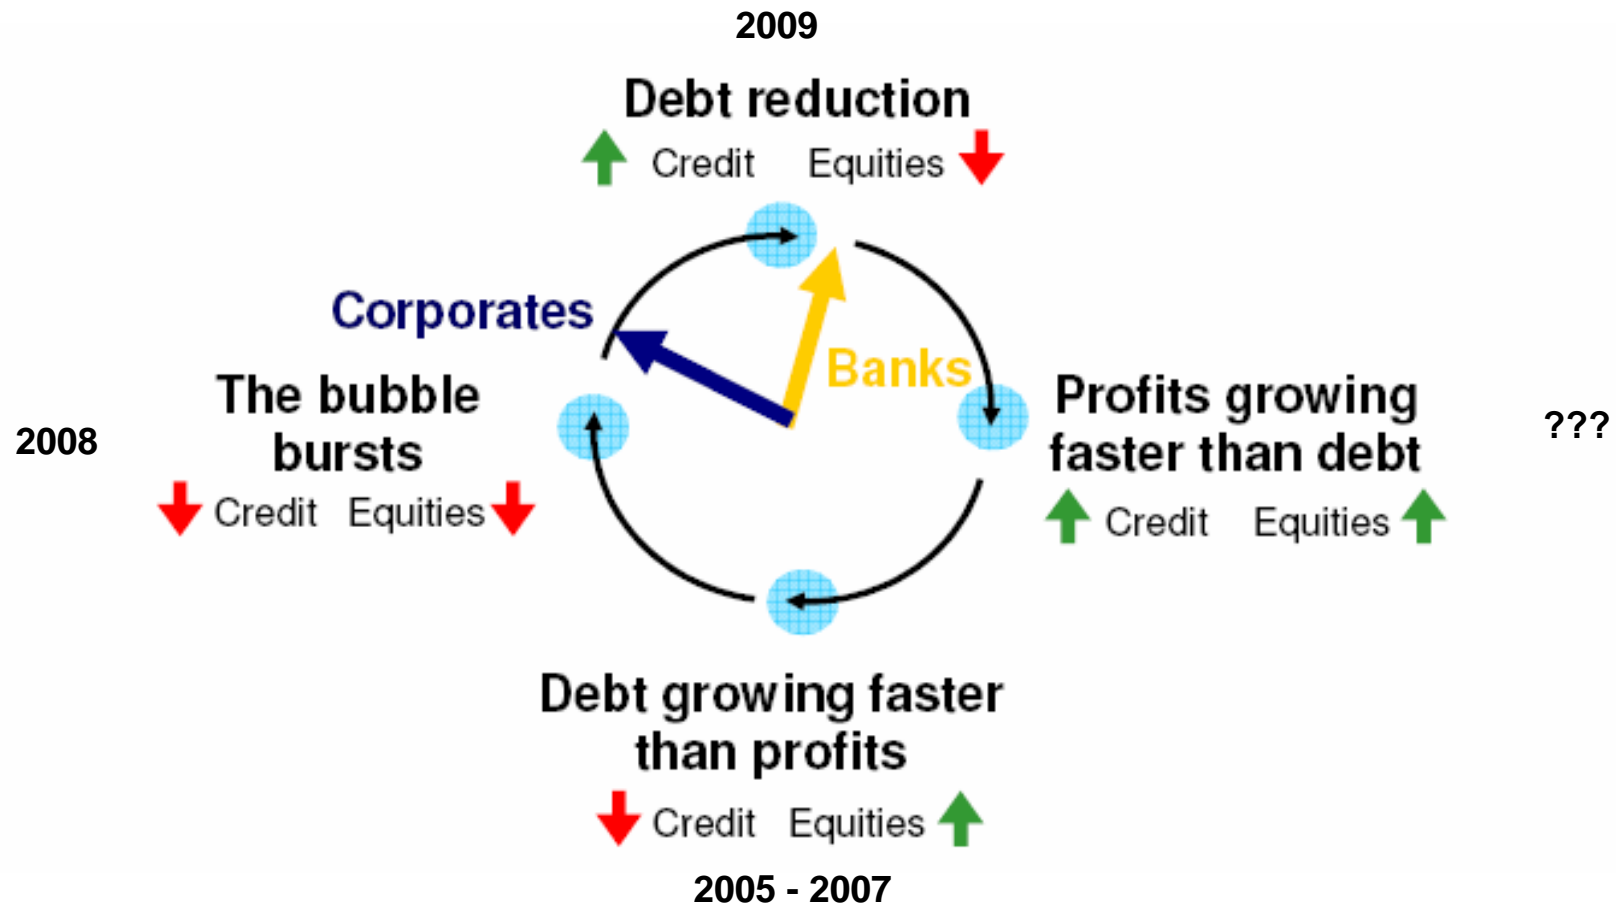 2009
Debt reduction
Credit Equities
Corporates
Banks
The bubble
bursts
2008
Credit Equities
Profits growing
faster than debt
???
Credit Equities
Debt growing faster
than profits
Credit Equities
2005 - 2007